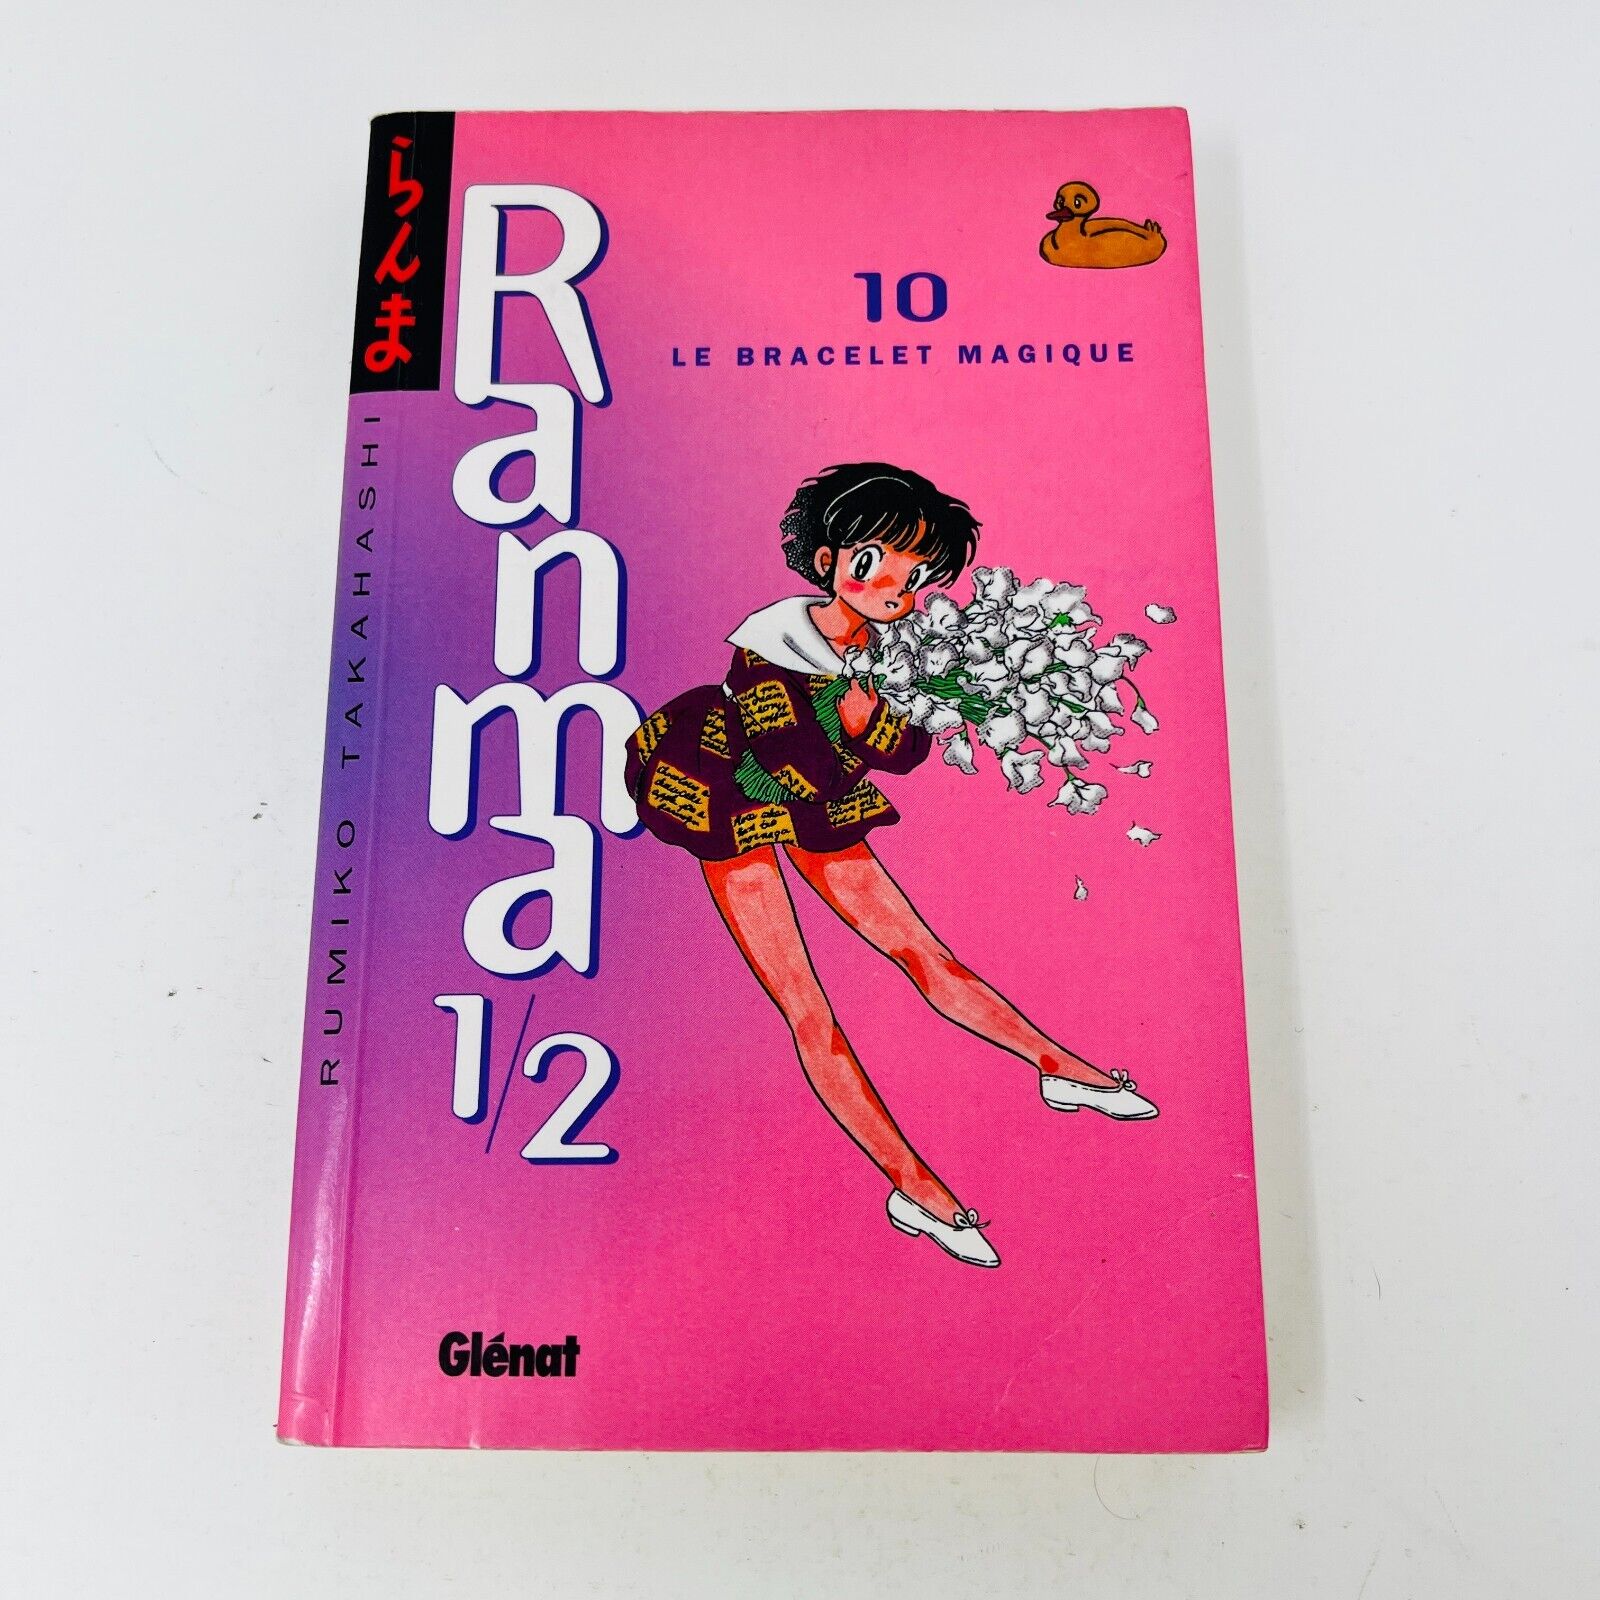 らんま
Ranma
1/2
RUMIKO TAKAHASHI
10
LE BRACELET MAGIQUE
Glénat